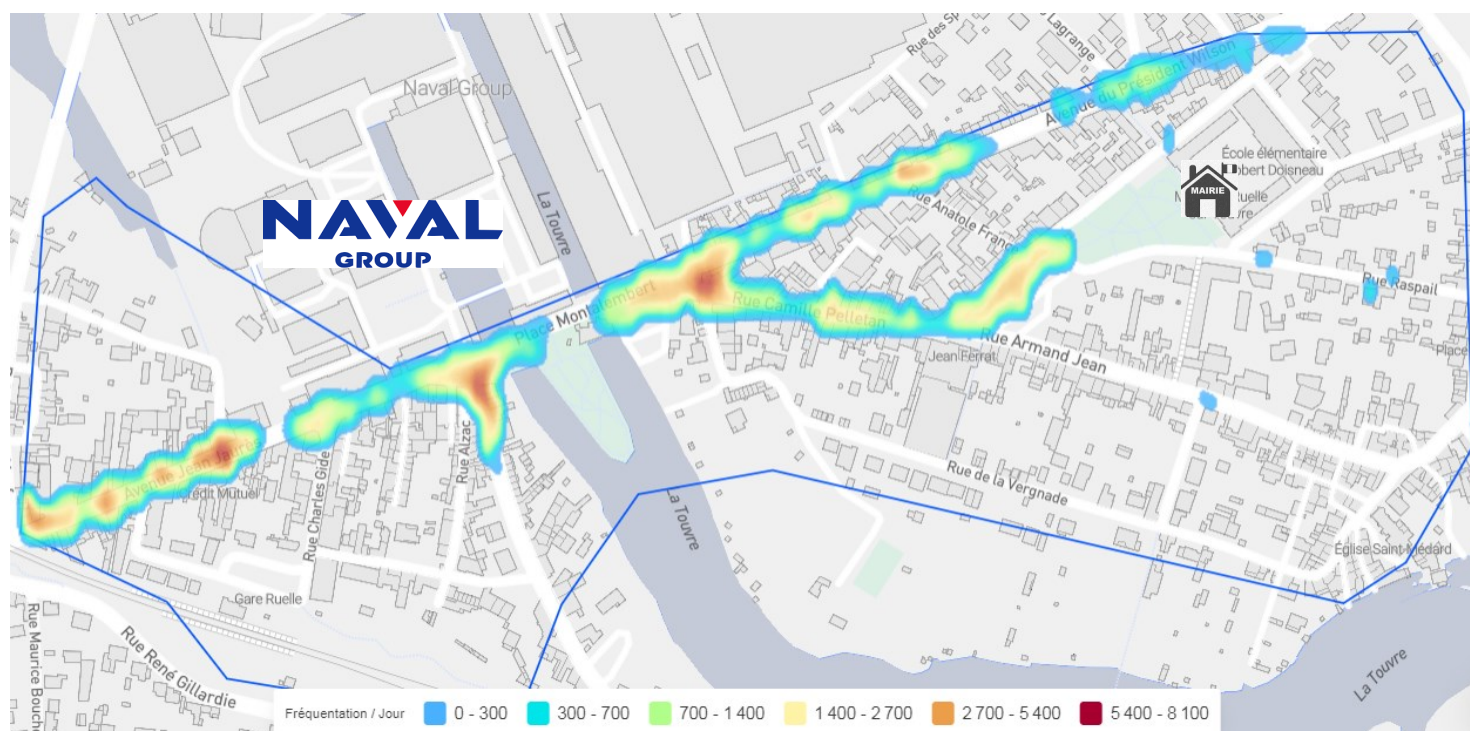 Rue des Sp
Lagrange
Avenue du Président Wilson
Naval Group
École élémentaire
obert Doisneau
MAIRIE
uelle
vre
La Touvre
NAVAL
GROUP
Rue Anatole Franc
Rue Raspail
Place Montalembert
Rue Camille Pelletan
Rue Armand Jean
Jean Ferrat
Place
Avenue Jean Jaurès
Crédit Mutuel
Rue Charles Gide
Rue Alzac
Rue de la Vergnade
La Touvre
Église Saint-Médard
Gare Ruelle
Rue Maurice Bouch
Rue René Gillardie
La Touvre
Fréquentation / Jour
0 - 300
300 - 700
700 - 1 400
1 400 - 2 700
2 700 - 5 400
5 400 - 8 100